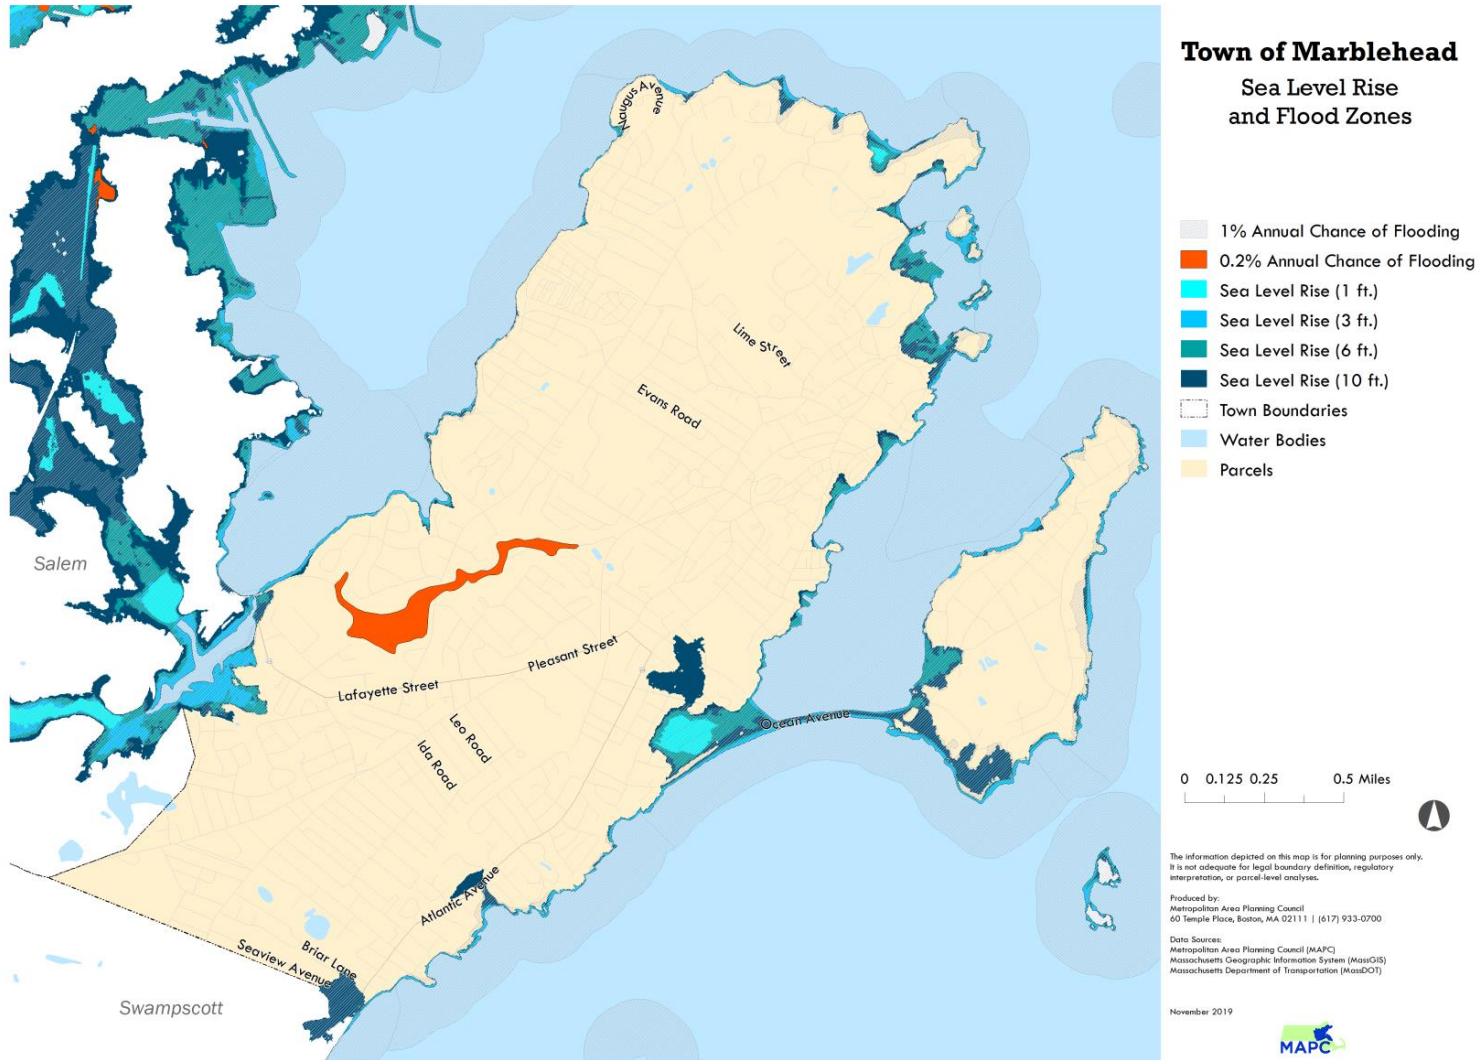 Town of Marblehead
Sea Level Rise
and Flood Zones
1% Annual Chance of Flooding
0.2% Annual Chance of Flooding
Sea Level Rise (1 ft.)
Sea Level Rise (3 ft.)
Sea Level Rise (6 ft.)
Sea Level Rise (10 ft.)
Town Boundaries
Water Bodies
Parcels
Naugus Avenue
Lime Street
Evans Road
Salem
Pleasant Street
Lafayette Street
Leo Road
Ida Road
Ocean Avenue
Atlantic Avenue
Briar Lane
Seaview Avenue
Swampscott
0 0.125 0.25 0.5 Miles
The information depicted on this map is for planning purposes only.
It is not adequate for legal boundary definition, regulatory
interpretation, or parcel-level analyses.
Produced by:
Metropolitan Area Planning Council
60 Temple Place, Boston, MA 02111 | (617) 933-0700
Data Sources:
Metropolitan Area Planning Council (MAPC)
Massachusetts Geographic Information System (MassGIS)
Massachusetts Department of Transportation (MassDOT)
November 2019
MAPC